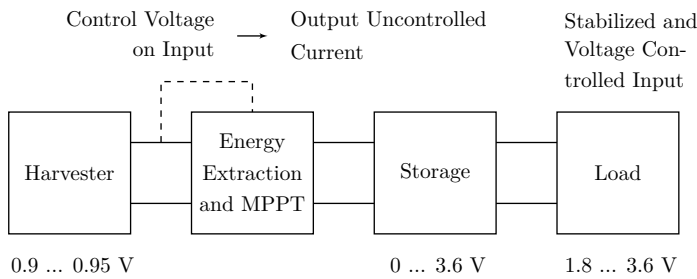 Control Voltage
on Input
Output Uncontrolled
Current
Stabilized and
Voltage Con-
trolled Input
Harvester
Energy
Extraction
and MPPT
Storage
Load
0.9 ... 0.95 V
0 ... 3.6 V
1.8 ... 3.6 V